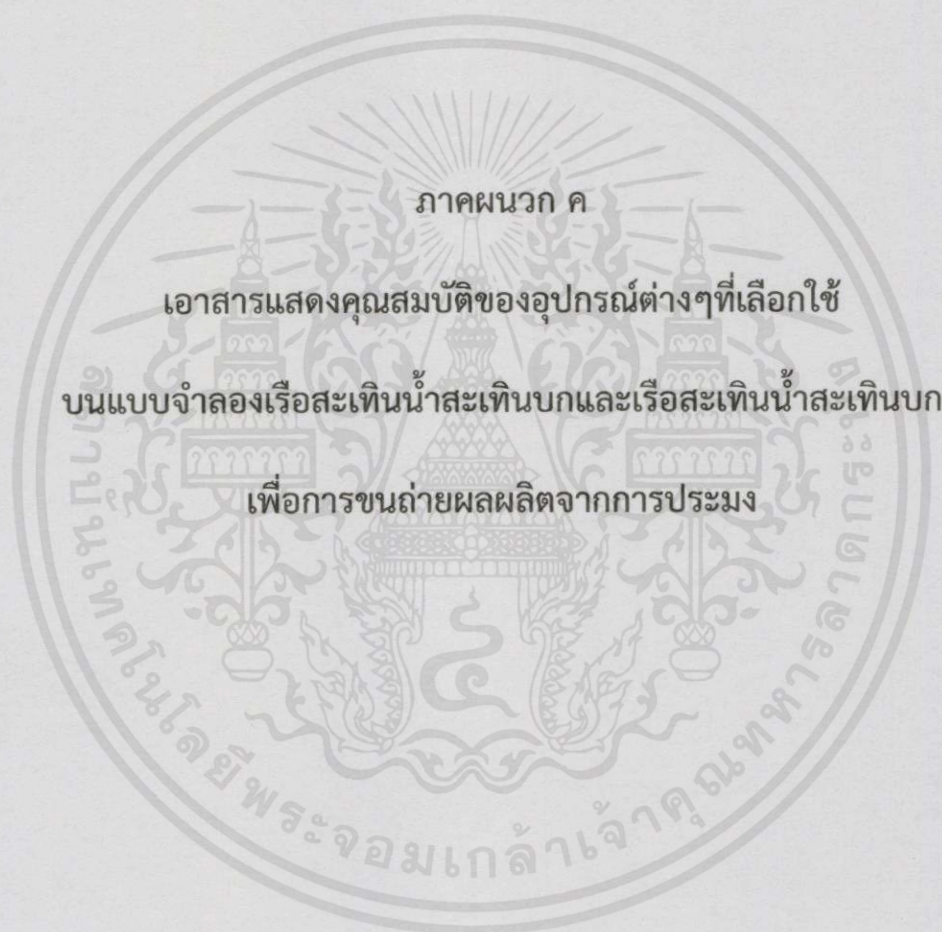 ภาคผนวก ค
เอาสารแสดงคุณสมบัติของอุปกรณ์ต่างๆที่เลือกใช้
บนแบบจำลองเรือสะเทินน้ำสะเทินบกและเรือสะเทินน้ำสะเทินบก
เพื่อการขนถ่ายผลผลิตจากการประมง
สถาบันเทคโนโลยีพระจอมเกล้าเจ้าคุณทหารลาดกระบัง